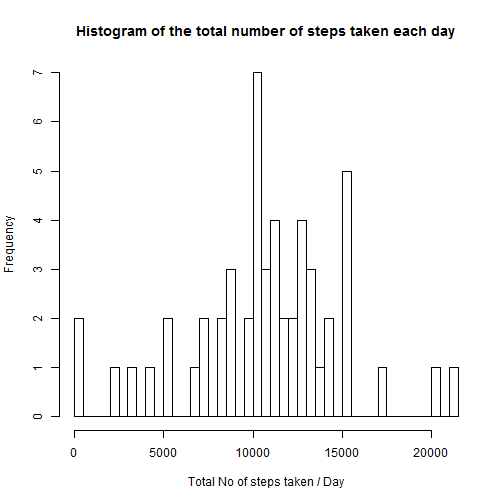 Histogram of the total number of steps taken each day
Frequency
7
6
5
4
3
2
1
0
0 5000 10000 15000 20000
Total No of steps taken / Day